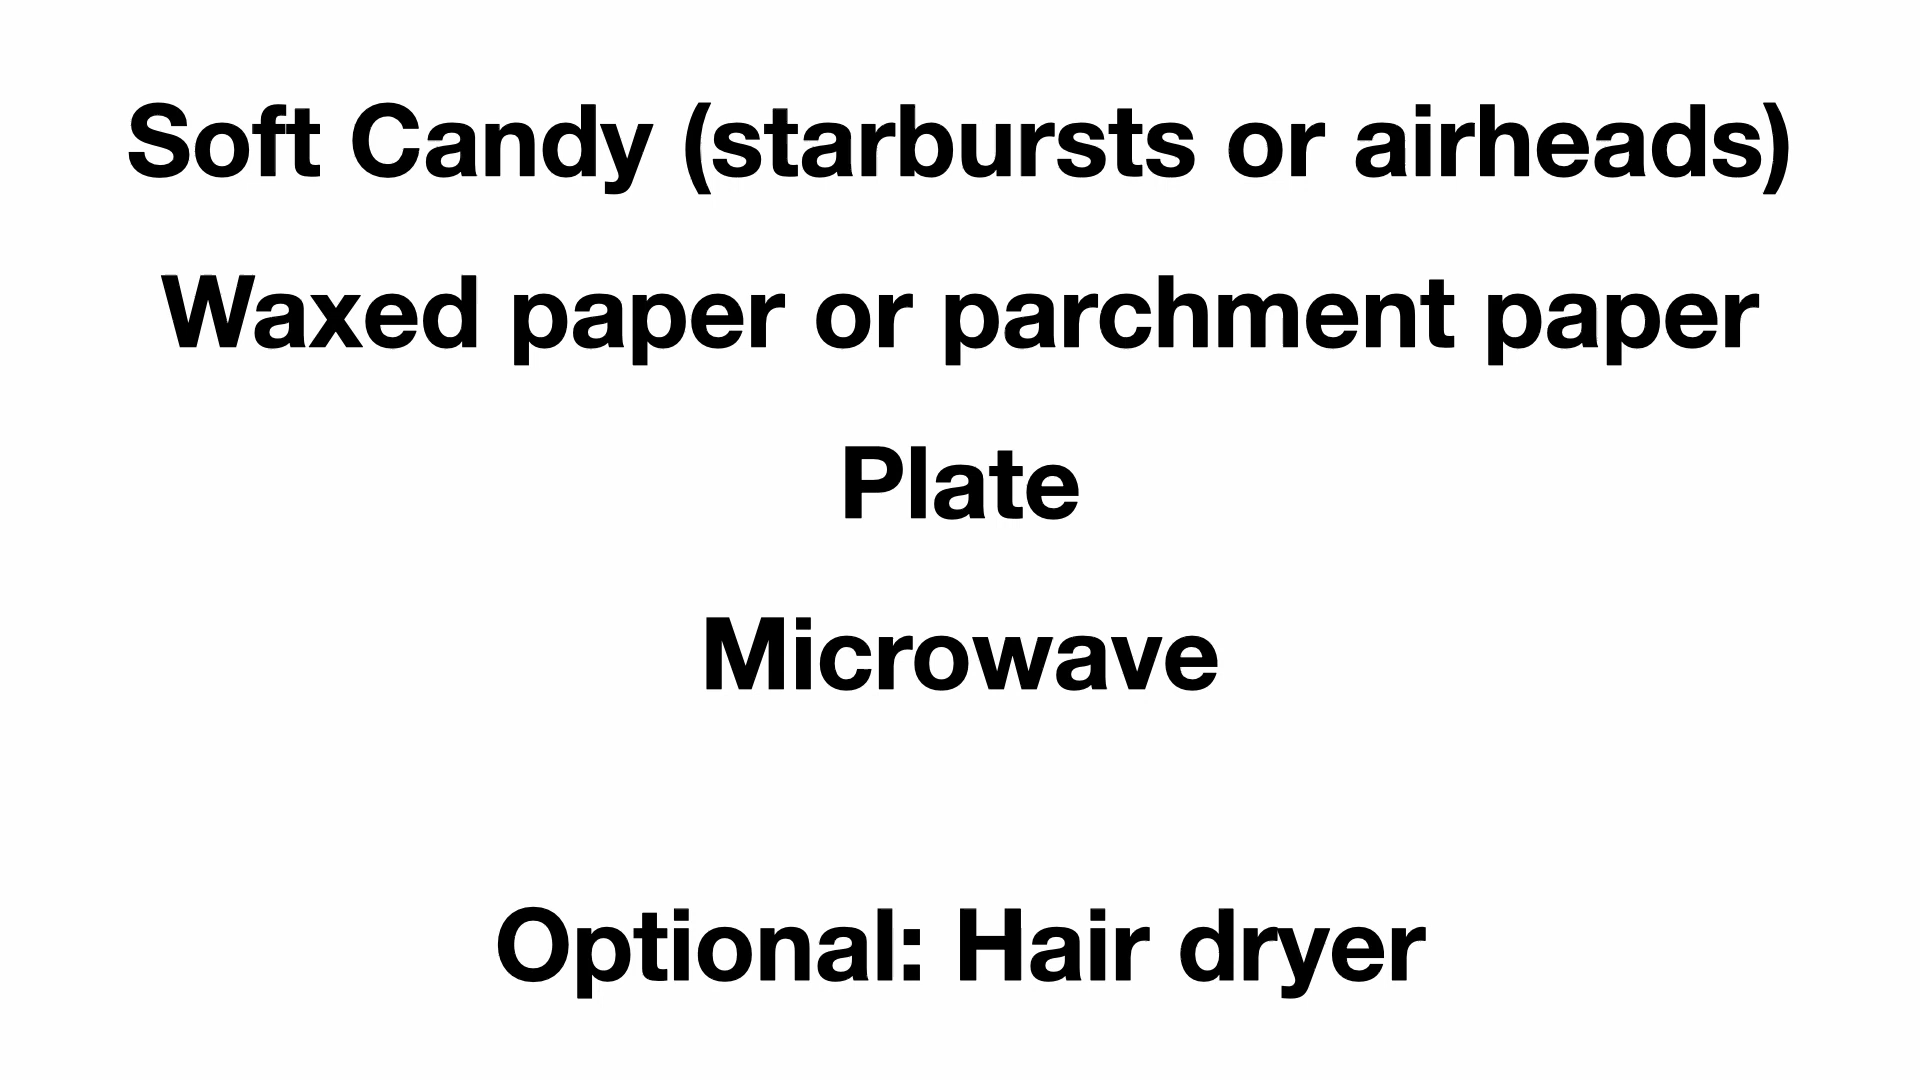 Soft Candy (starbursts or airheads)
Waxed paper or parchment paper
Plate
Microwave
Optional: Hair dryer